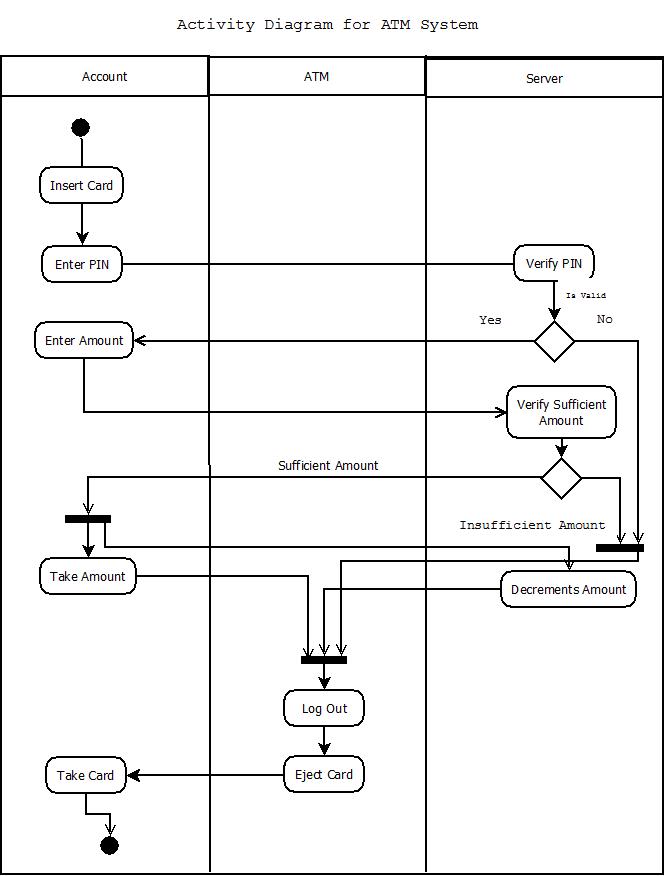 Activity Diagram for ATM System
Account
ATM
Server
Insert Card
Enter PIN
Verify PIN
Is Valid
Yes
No
Enter Amount
Verify Sufficient
Amount
Sufficient Amount
Insufficient Amount
Take Amount
Decrements Amount
Log Out
Take Card
Eject Card